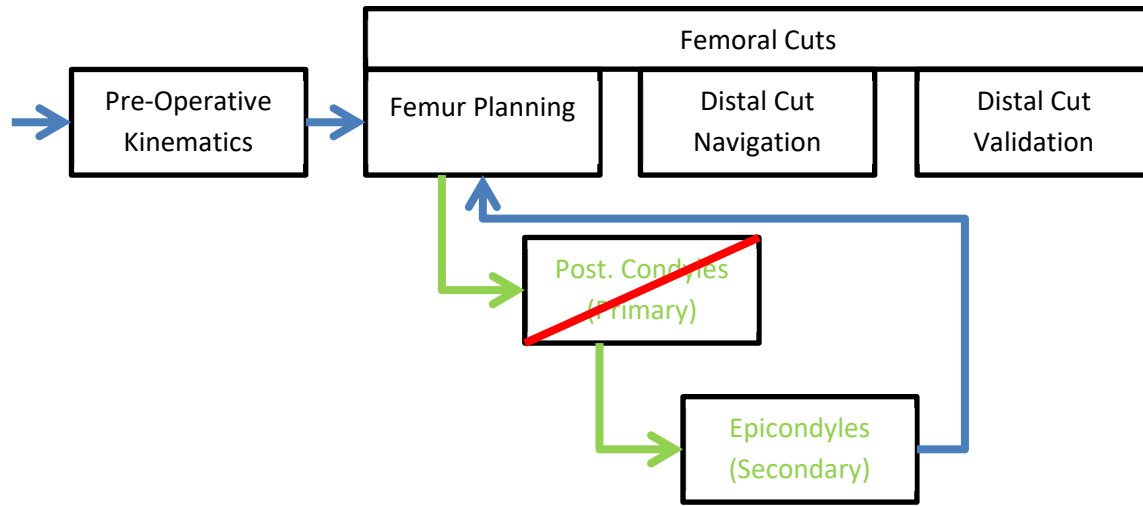 Femoral Cuts
Pre-Operative
Kinematics
Femur Planning
Distal Cut
Navigation
Distal Cut
Validation
Post. Condyles
(Primary)
Epicondyles
(Secondary)